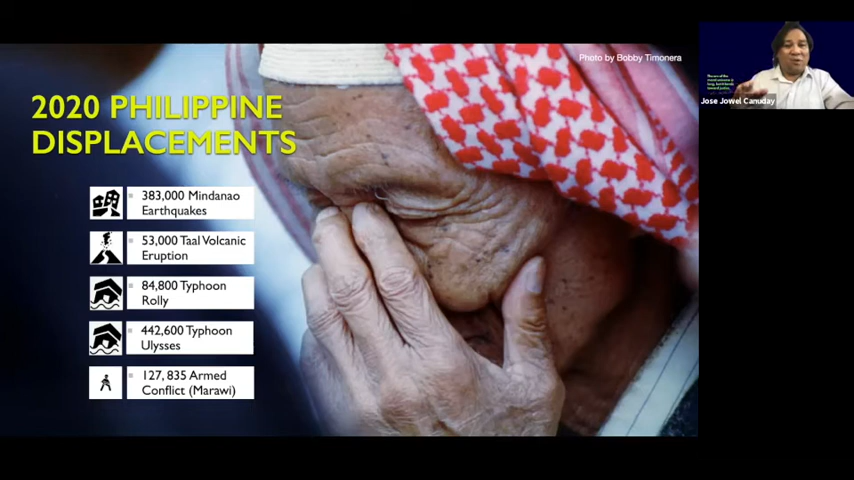 Photo by Bobby Timonera
2020 PHILIPPINE
DISPLACEMENTS
383,000 Mindanao
Earthquakes
53,000 Taal Volcanic
Eruption
84,800 Typhoon
Rolly
442,600 Typhoon
Ulysses
127, 835 Armed
Conflict (Marawi)
Jose Jowel Canuday